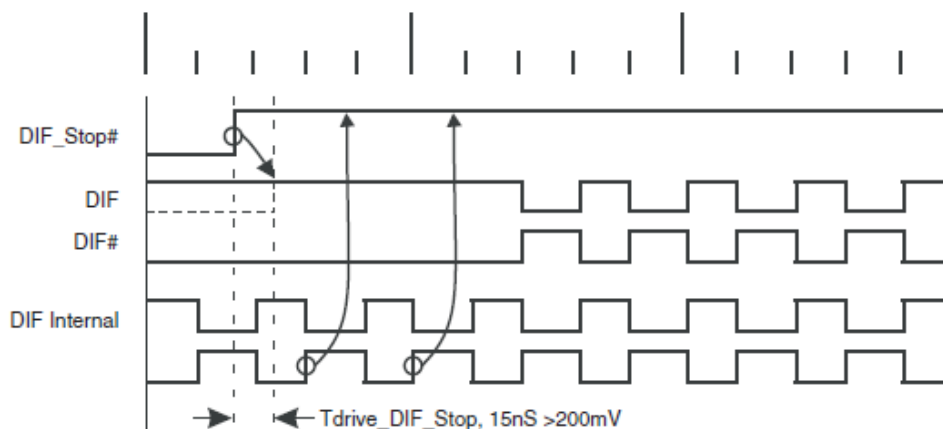 DIF_Stop#
DIF
DIF#
DIF Internal
Tdrive_DIF_Stop, 15nS >200mV